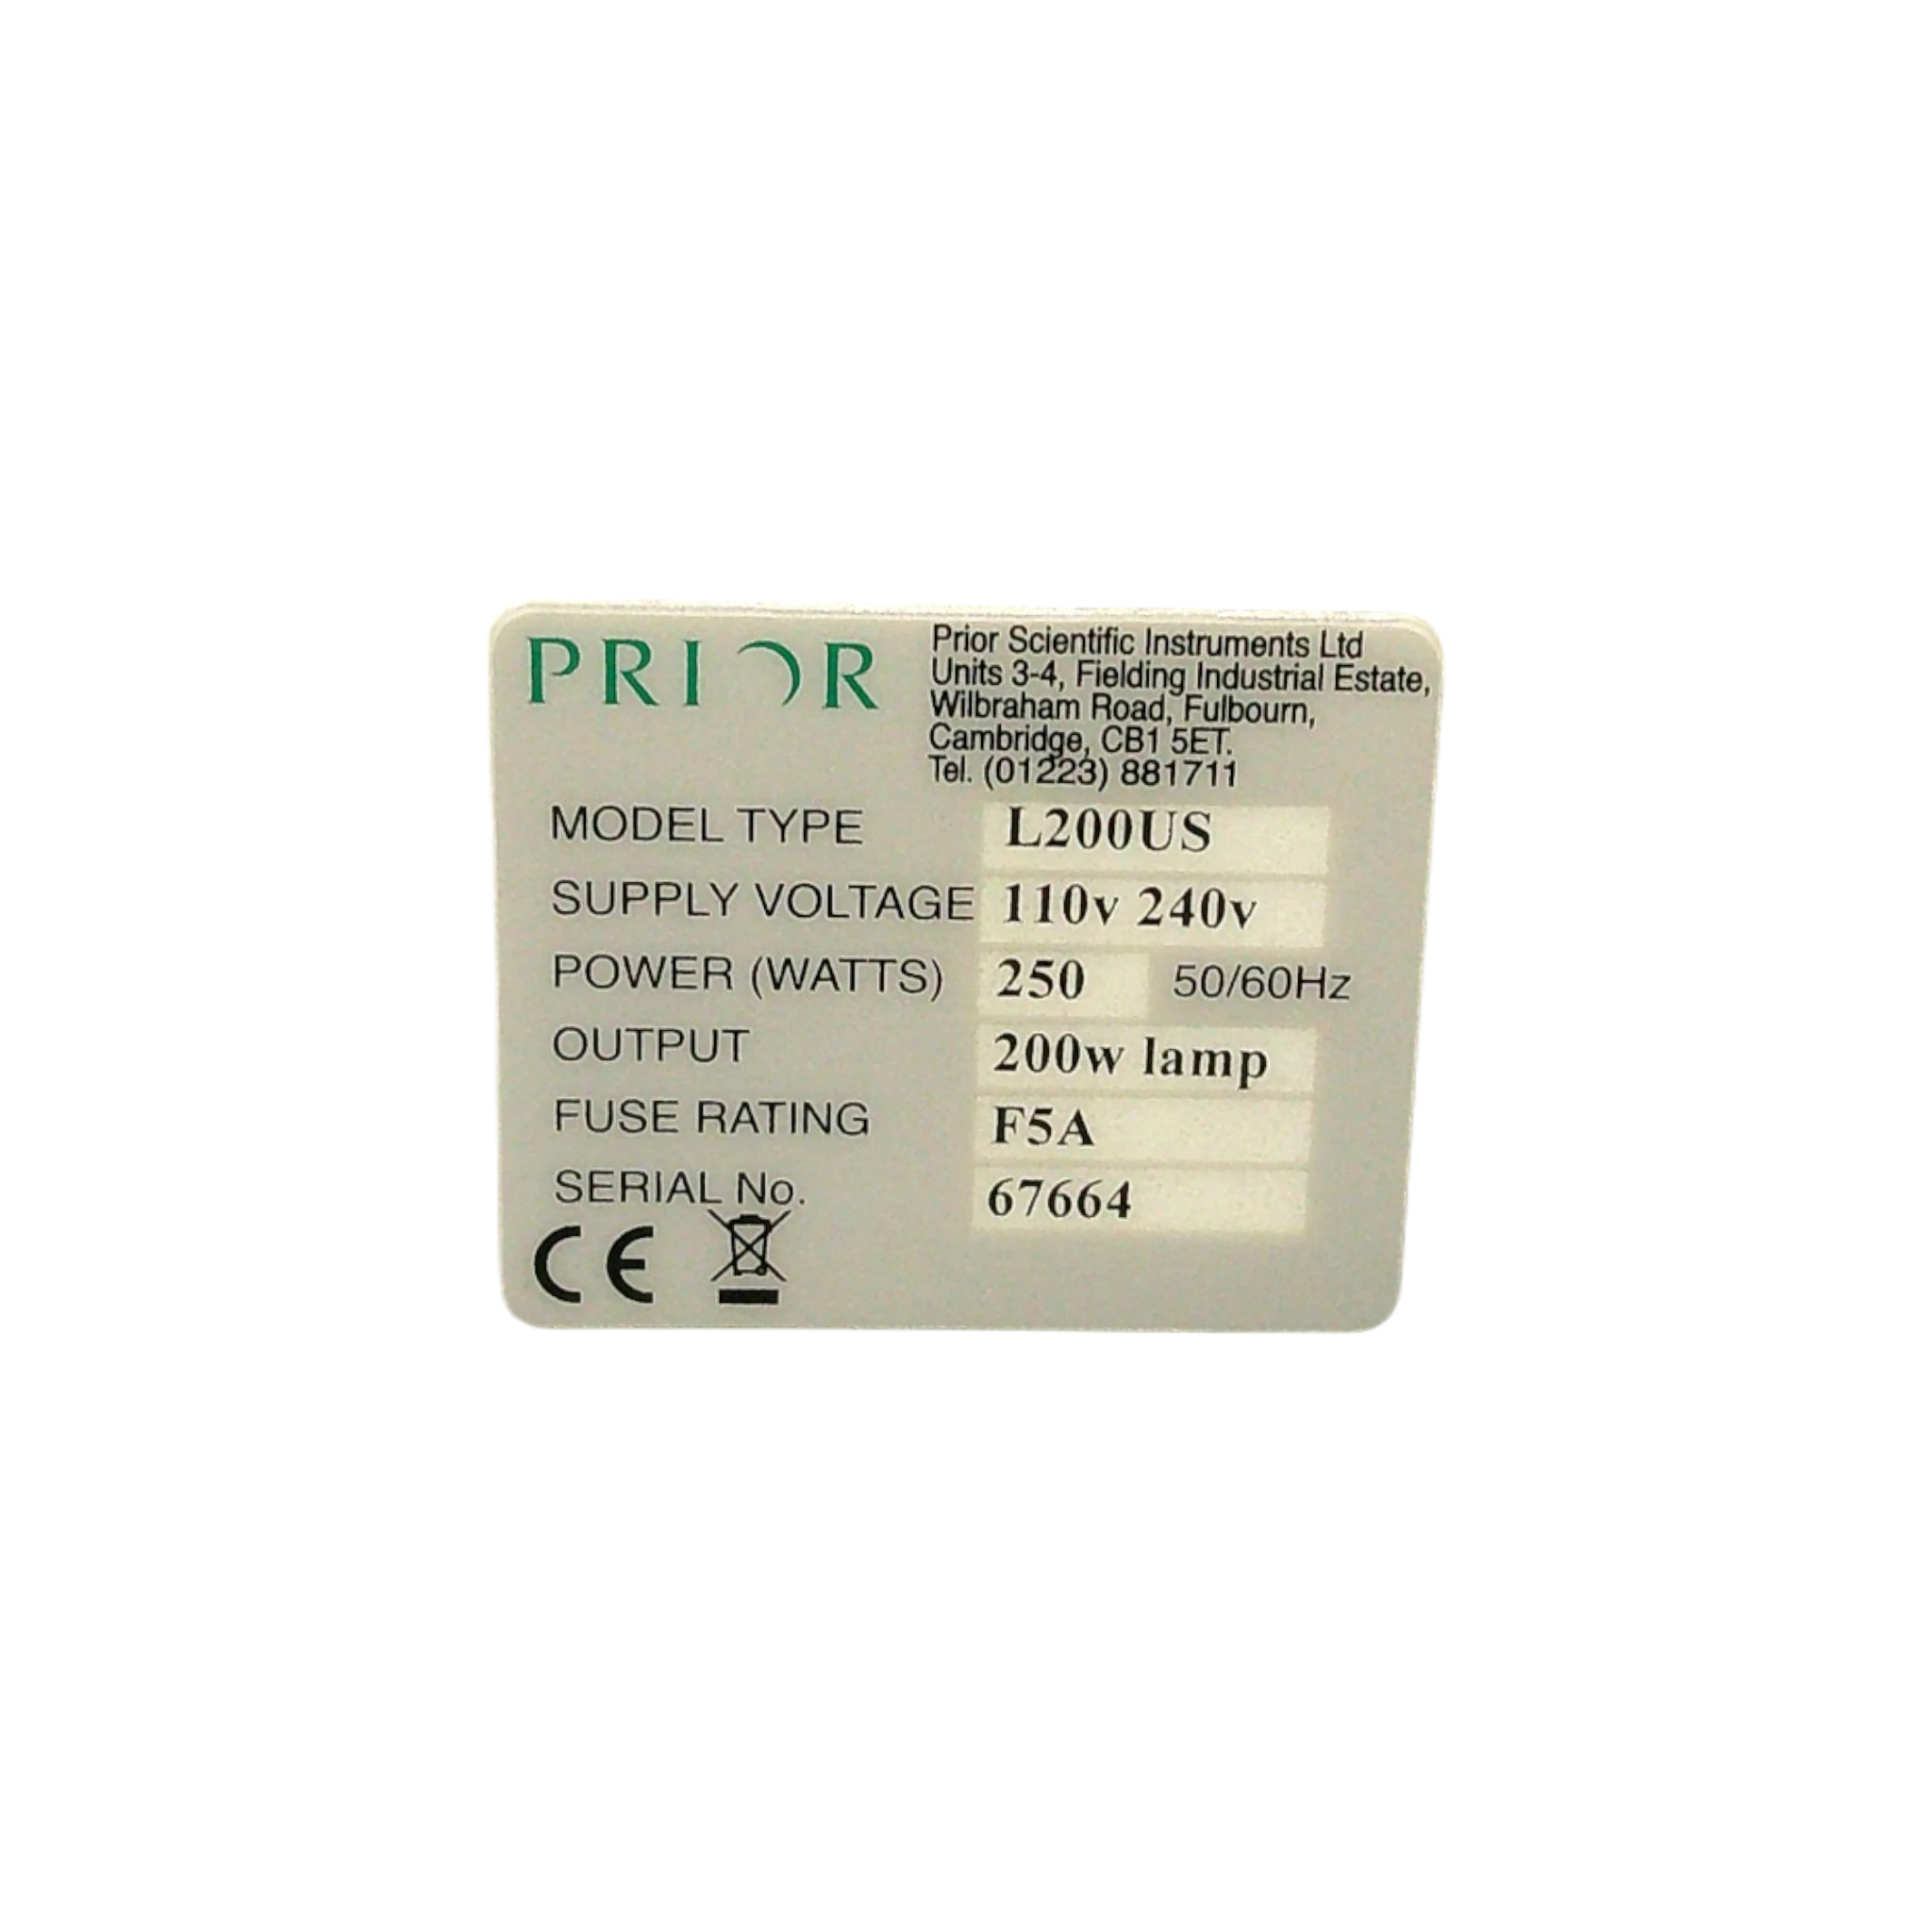 PRIOR
Prior Scientific Instruments Ltd
Units 3-4, Fielding Industrial Estate,
Wilbraham Road, Fulbourn,
Cambridge, CB1 5ET.
Tel. (01223) 881711
MODEL TYPE L200US
SUPPLY VOLTAGE 110v 240v
POWER (WATTS) 250 50/60Hz
OUTPUT 200w lamp
FUSE RATING F5A
SERIAL No. 67664
CE